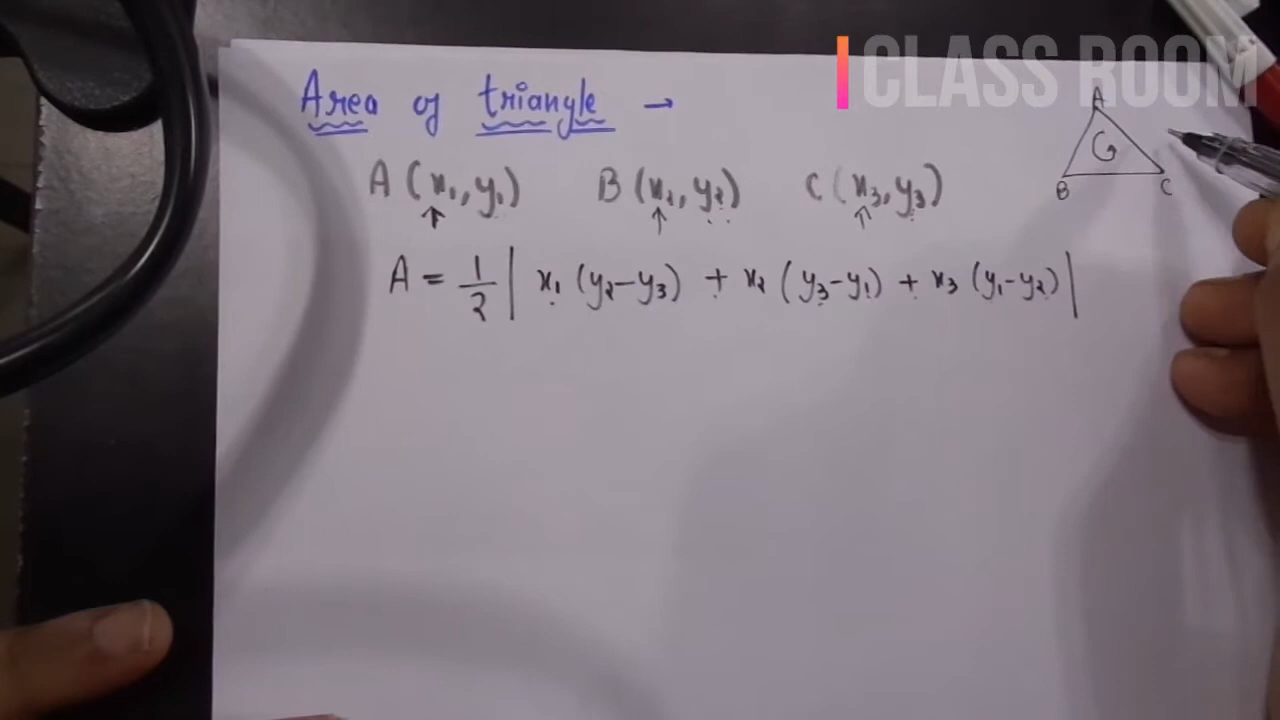 CLASS ROOM
Area of triangle →
A (x₁, y₁) B (x₂, y₂) C (x₃, y₃)
A = 1/2 | x₁ (y₂-y₃) + x₂ (y₃-y₁) + x₃ (y₁-y₂) |
A
B C